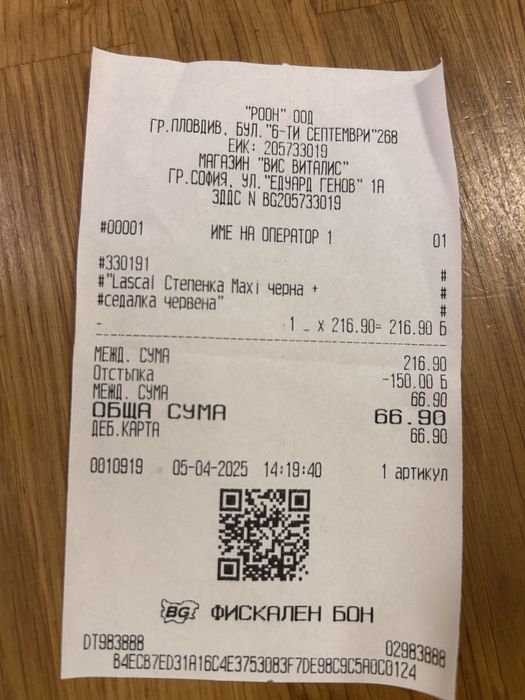 "РООН" ООД
ГР.ПЛОВДИВ, БУЛ."6-ТИ СЕПТЕМВРИ"268
ЕИК: 205733019
МАГАЗИН "ВИС ВИТАЛИС"
ГР.СОФИЯ, УЛ."ЕДУАРД ГЕНОВ" 1А
ЗДДС N BG205733019
#00001 ИМЕ НА ОПЕРАТОР 1 01
#330191 #
#"Lascal Степенка Maxi черна + #
#седалка червена" #
- 1 _ x 216.90= 216.90 Б
МЕЖД. СУМА 216.90
Отстъпка -150.00 Б
МЕЖД. СУМА 66.90
ОБЩА СУМА 66.90
ДЕБ.КАРТА 66.90
0010919 05-04-2025 14:19:40 1 артикул
BG ФИСКАЛЕН БОН
DT983888 02983888
B4ECB7ED31A16C4E3753083F7DE98C9C5A0C0124